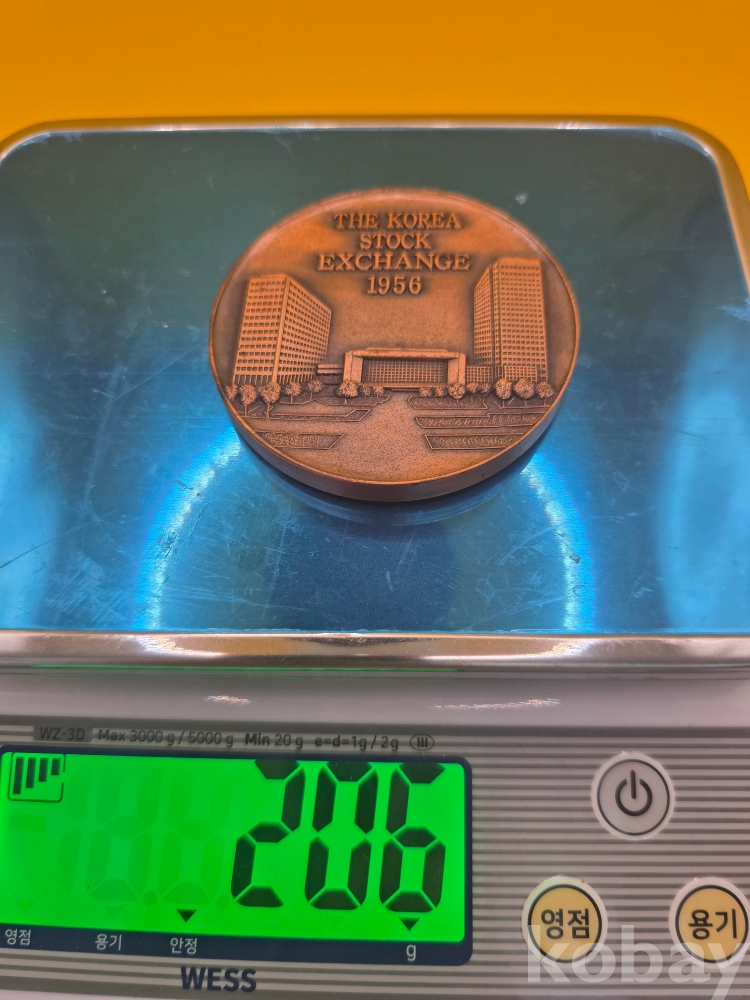 THE KOREA
STOCK
EXCHANGE
1956
WZ-3D Max 3000 g / 5000 g Min 20 g e=d=1g / 2g III
206
영점 용기 안정 g
WESS
영점 용기
kobay